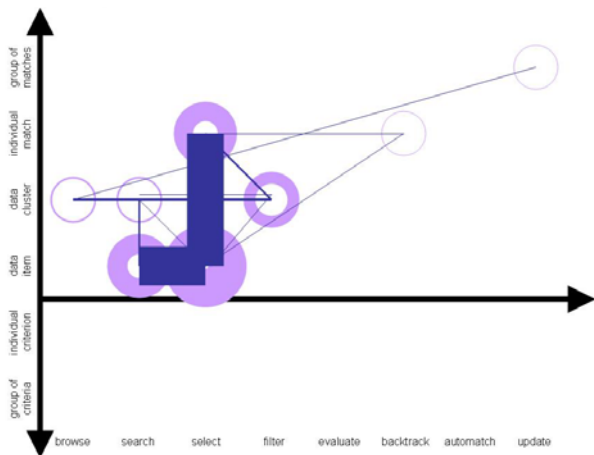 group of
matches
individual
match
data
cluster
data
item
individual
criterion
group of
criteria
browse search select filter evaluate backtrack automatch update